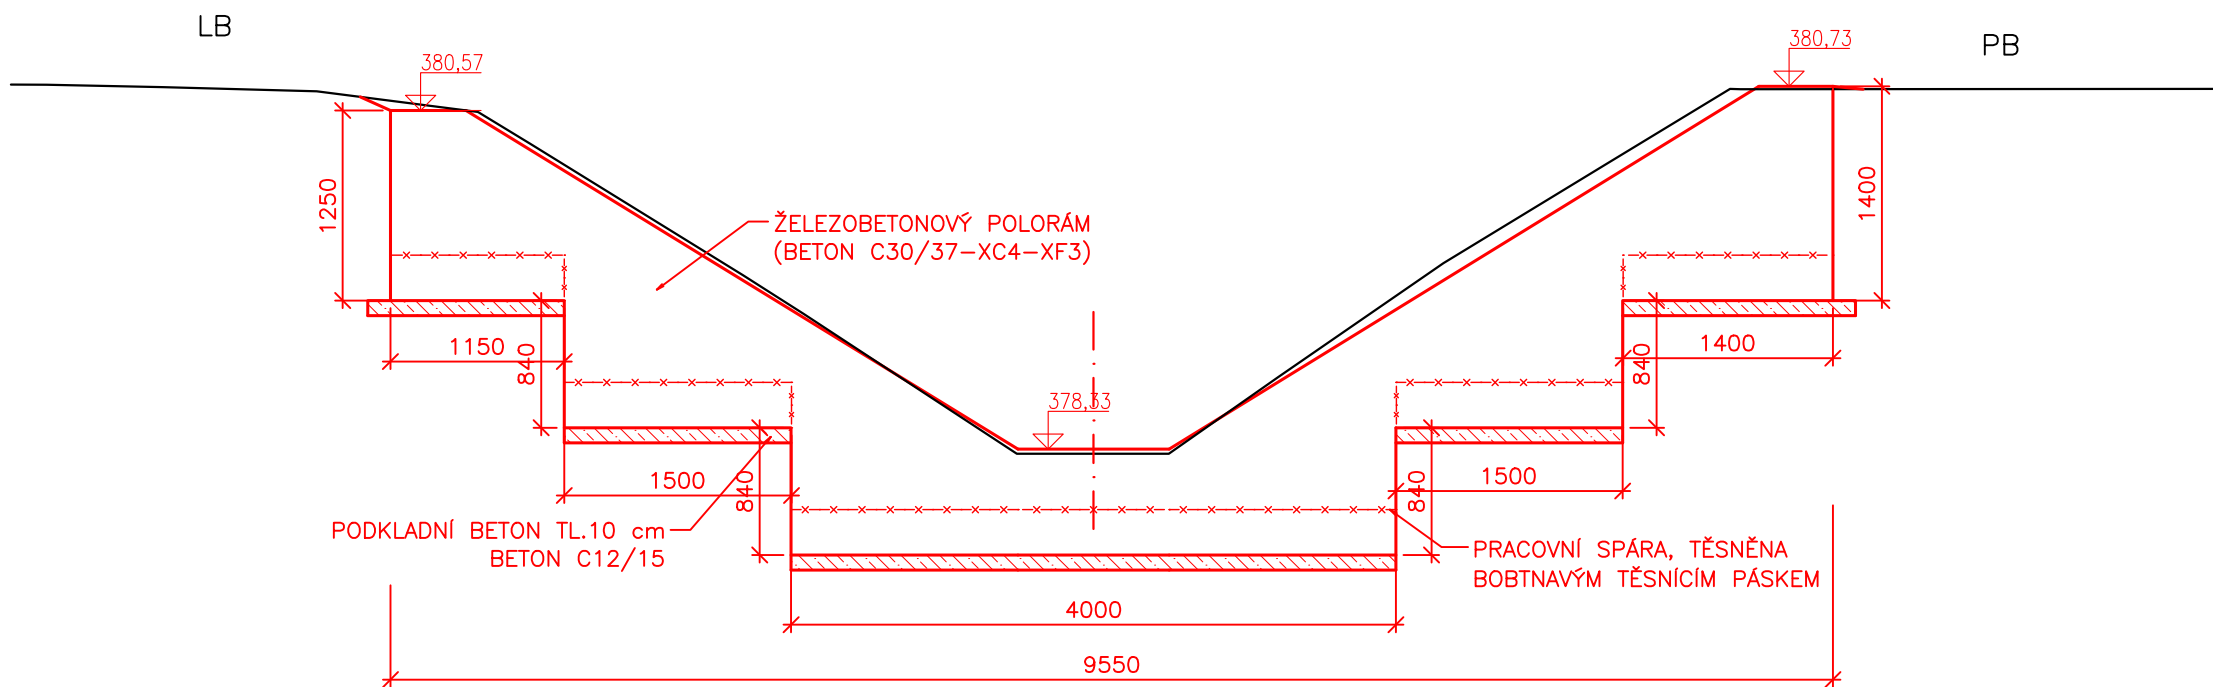 LB
PB
380,57
380,73
1250
1400
ŽELEZOBETONOVÝ POLORÁM
(BETON C30/37-XC4-XF3)
1150
840
1400
840
378,33
1500
840
1500
840
PODKLADNÍ BETON TL.10 cm
BETON C12/15
PRACOVNÍ SPÁRA, TĚSNĚNA
BOBTNAVÝM TĚSNÍCÍM PÁSKEM
4000
9550